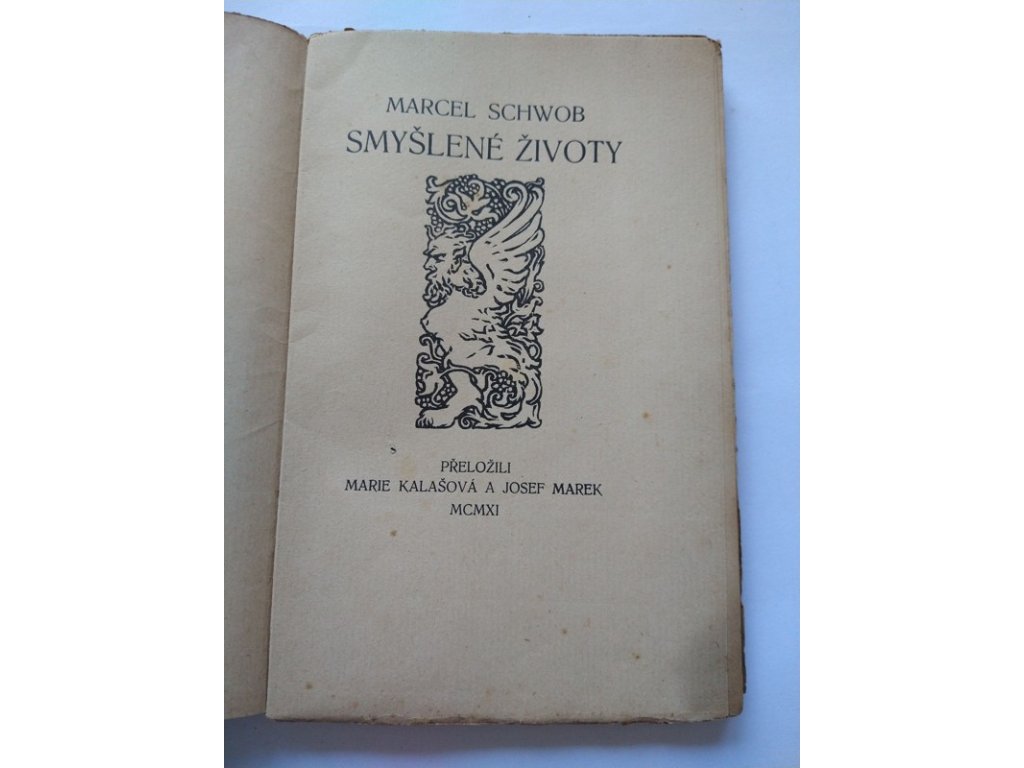 MARCEL SCHWOB
SMYŠLENÉ ŽIVOTY
PŘELOŽILI
MARIE KALAŠOVÁ A JOSEF MAREK
MCMXI